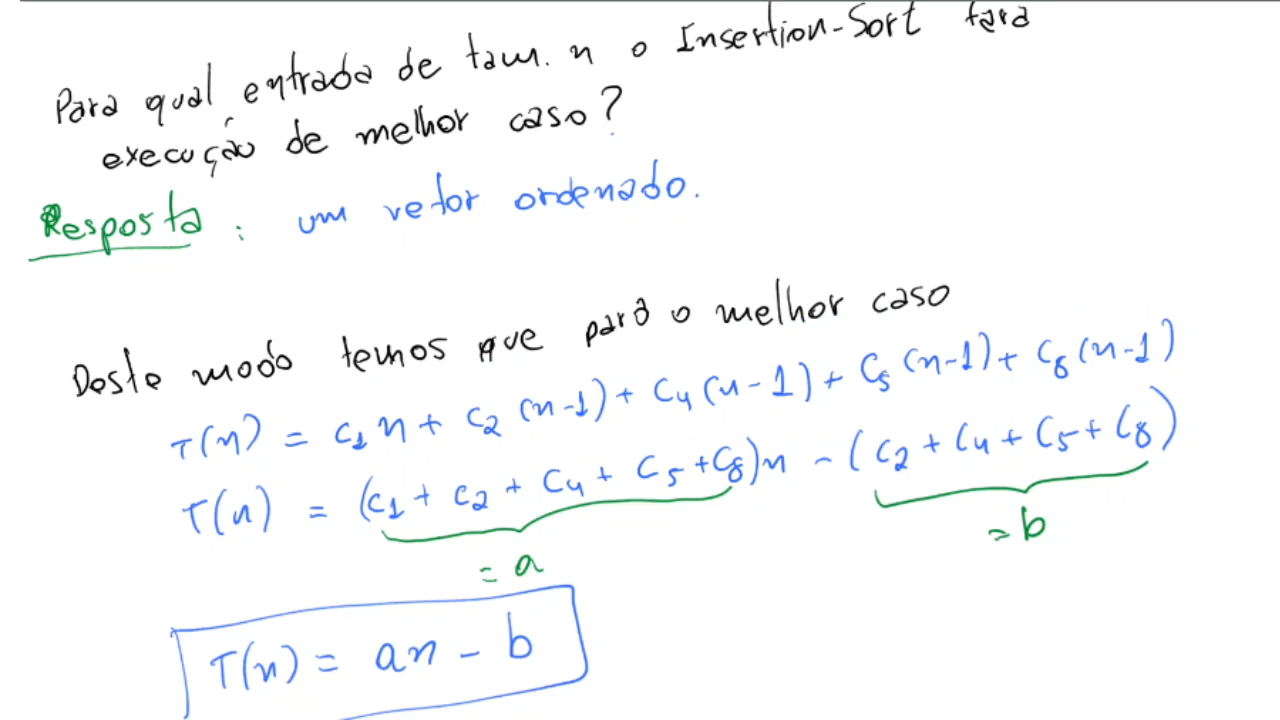 Para qual entrada de tam. n o Insertion-Sort fará
execução de melhor caso?
Resposta: um vetor ordenado.
Deste modo temos que para o melhor caso
T(n) = c₁n + c₂(n-1) + c₄(n-1) + c₅(n-1) + c₈(n-1)
T(n) = (c₁ + c₂ + c₄ + c₅ + c₈)n - (c₂ + c₄ + c₅ + c₈)
= a = b
T(n) = an - b